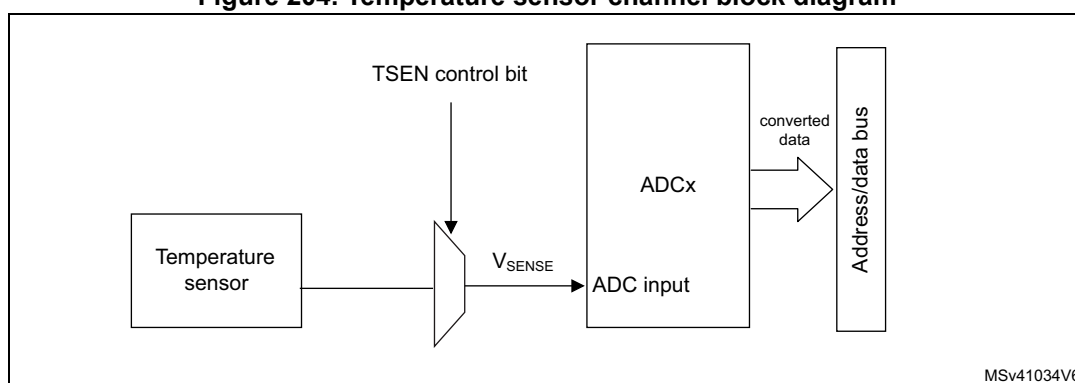 Figure 204. Temperature sensor channel block diagram
TSEN control bit
converted
data
ADCx
Address/data bus
Temperature
sensor
VSENSE
ADC input
MSv41034V6